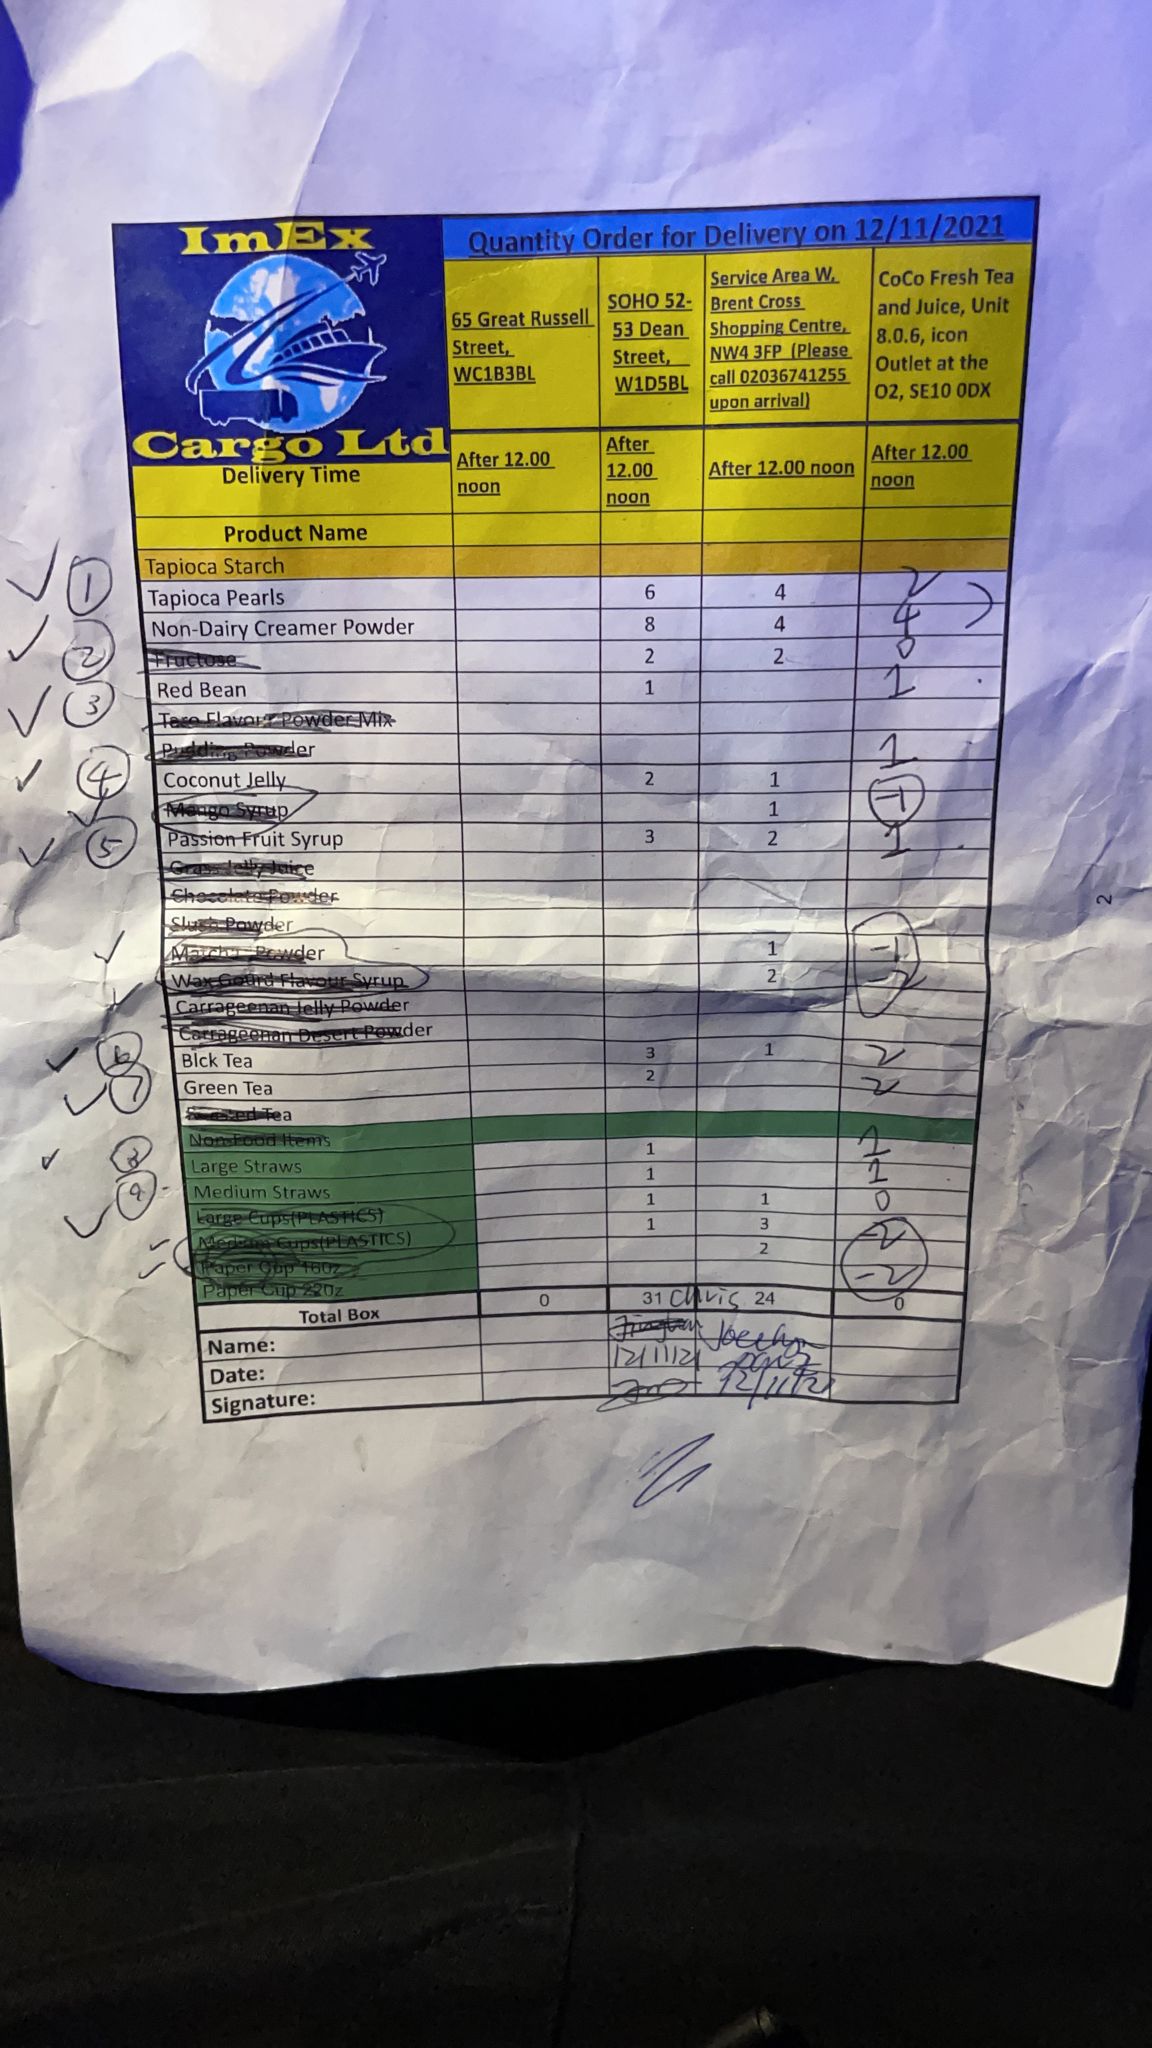 ImEx
Cargo Ltd
Quantity Order for Delivery on 12/11/2021
65 Great Russell
Street,
WC1B3BL
SOHO 52-
53 Dean
Street,
W1D5BL
Service Area W,
Brent Cross
Shopping Centre,
NW4 3FP (Please
call 02036741255
upon arrival)
CoCo Fresh Tea
and Juice, Unit
8.0.6, icon
Outlet at the
O2, SE10 0DX
Delivery Time
After 12.00
noon
After
12.00
noon
After 12.00 noon
After 12.00
noon
Product Name
Tapioca Starch
1 Tapioca Pearls 6 4 2
2 Non-Dairy Creamer Powder 8 4 4
Fructose 2 2 0
3 Red Bean 1 1
Taro Flavour Powder Mix
Pudding Powder 1
4 Coconut Jelly 2 1
Mango Syrup 1 -1
5 Passion Fruit Syrup 3 2 1
Grass Jelly Juice
Chocolate Powder
Slush Powder
Matcha Powder 1 -1
Wax Gourd Flavour Syrup 2 -2
Carrageenan Jelly Powder
Carrageenan Desert Powder
6 Blck Tea 3 1 2
7 Green Tea 2 2
Tea
Non-Food Items
8 Large Straws 1 1
9 Medium Straws 1 1
Large Cups(PLASTICS) 1 1 0
Medium Cups(PLASTICS) 1 3 -2
Paper Cup 16oz 2 -2
Paper Cup 22oz
Total Box 0 31 Chris 24 0
Name:
Date: 12/11/21
Signature: 12/11/21
2